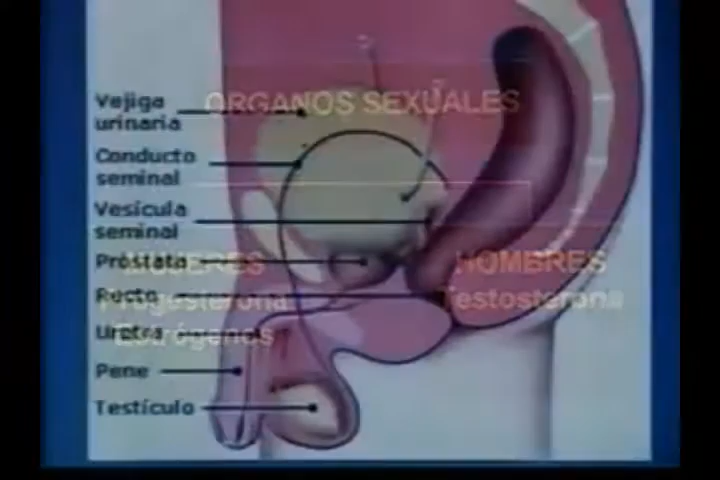 ORGANOS SEXUALES
Vejiga
urinaria
Conducto
seminal
Vesícula
seminal
Próstata
MUJERES
HOMBRES
Recto
Progesterona
Testosterona
Uretra
Estrógenos
Pene
Testículo